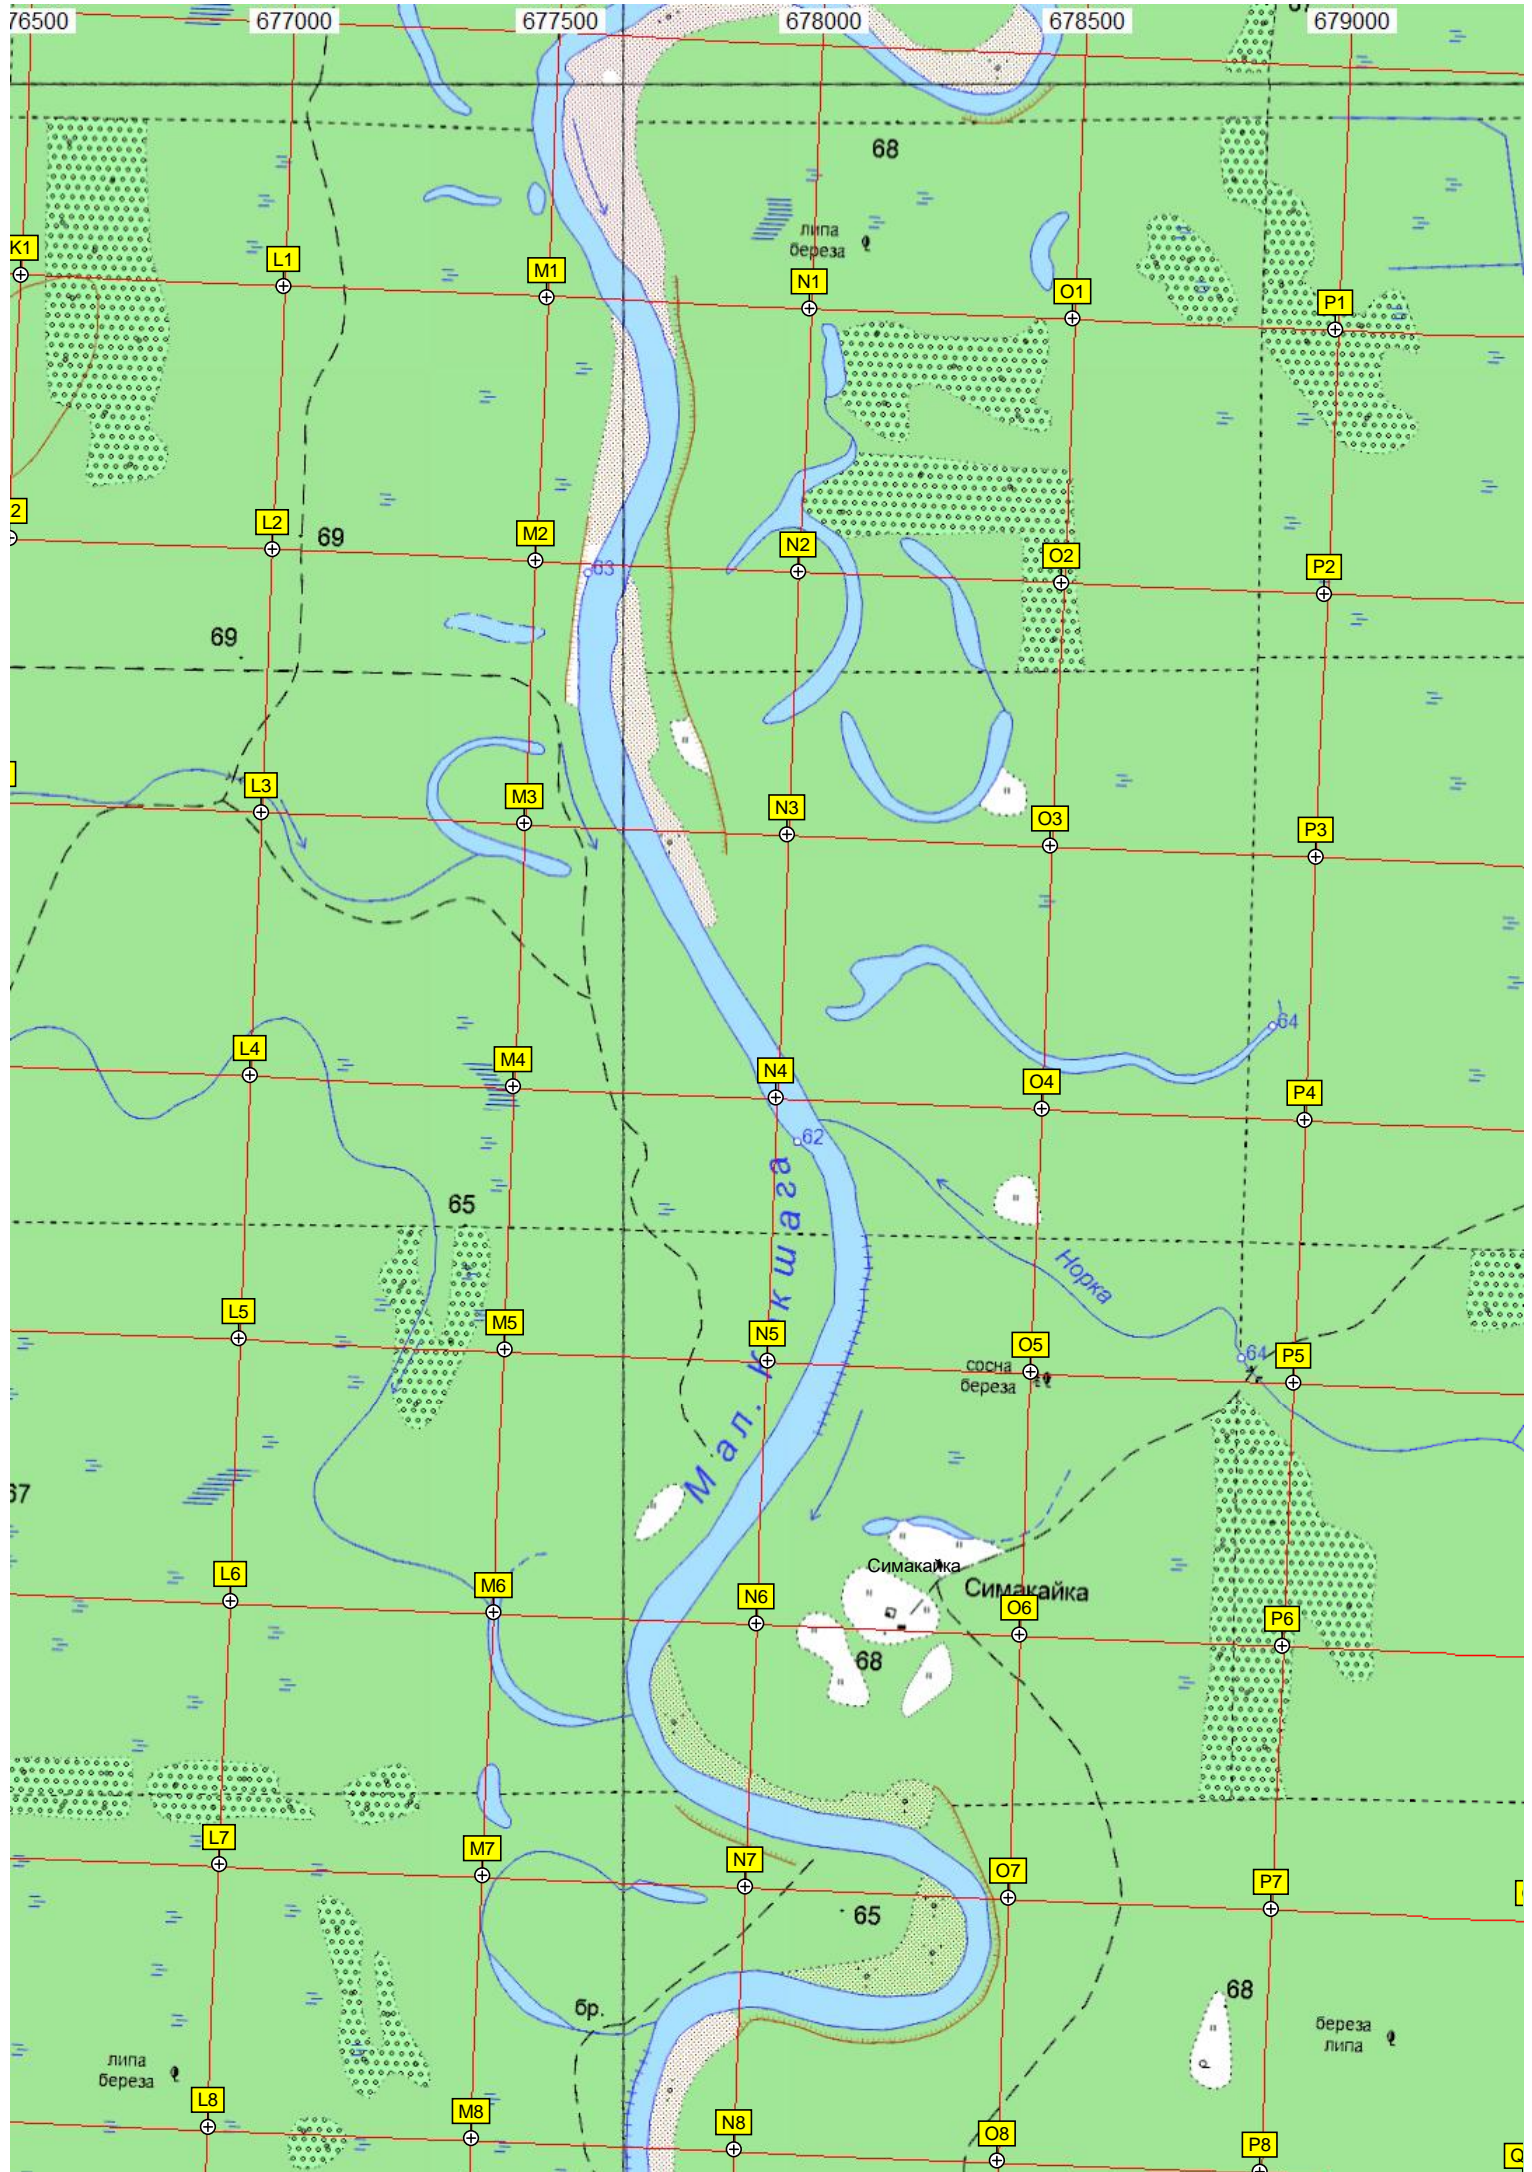 76500 677000 677500 678000 678500 679000
68
липа
береза
K1 L1 M1 N1 O1 P1
2 L2 M2 N2 O2 P2
69
63
69
L3 M3 N3 O3 P3
64
L4 M4 N4 O4 P4
62
65
Мал. Кокшага
Норка
L5 M5 N5 O5 P5
64
сосна
береза
67
Симакайка
Симакайка
L6 M6 N6 O6 P6
68
L7 M7 N7 O7 P7
65
68
бр.
береза
липа
р
липа
береза
L8 M8 N8 O8 P8 Q